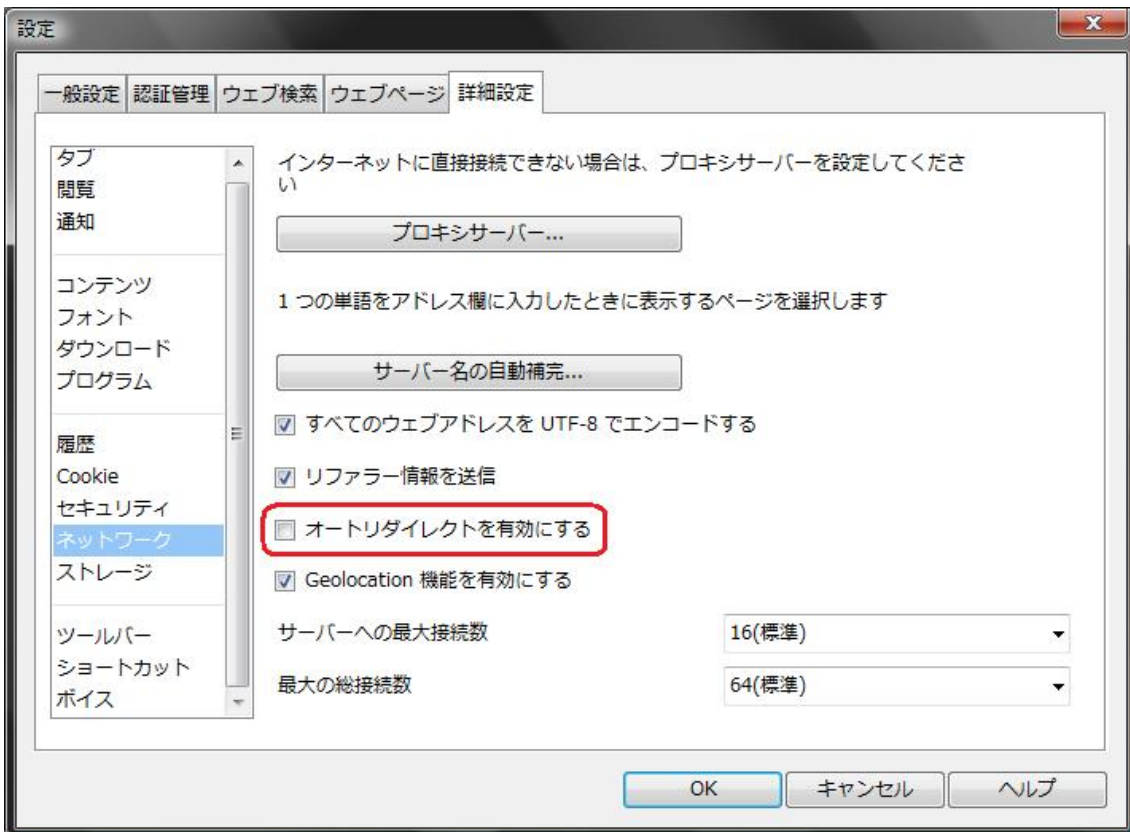 設定
一般設定
認証管理
ウェブ検索
ウェブページ
詳細設定
タブ
閲覧
通知
コンテンツ
フォント
ダウンロード
プログラム
履歴
Cookie
セキュリティ
ネットワーク
ストレージ
ツールバー
ショートカット
ボイス
インターネットに直接接続できない場合は、プロキシサーバーを設定してくださ
い
プロキシサーバー...
1 つの単語をアドレス欄に入力したときに表示するページを選択します
サーバー名の自動補完...
すべてのウェブアドレスを UTF-8 でエンコードする
リファラー情報を送信
オートリダイレクトを有効にする
Geolocation 機能を有効にする
サーバーへの最大接続数
16(標準)
最大の総接続数
64(標準)
OK
キャンセル
ヘルプ